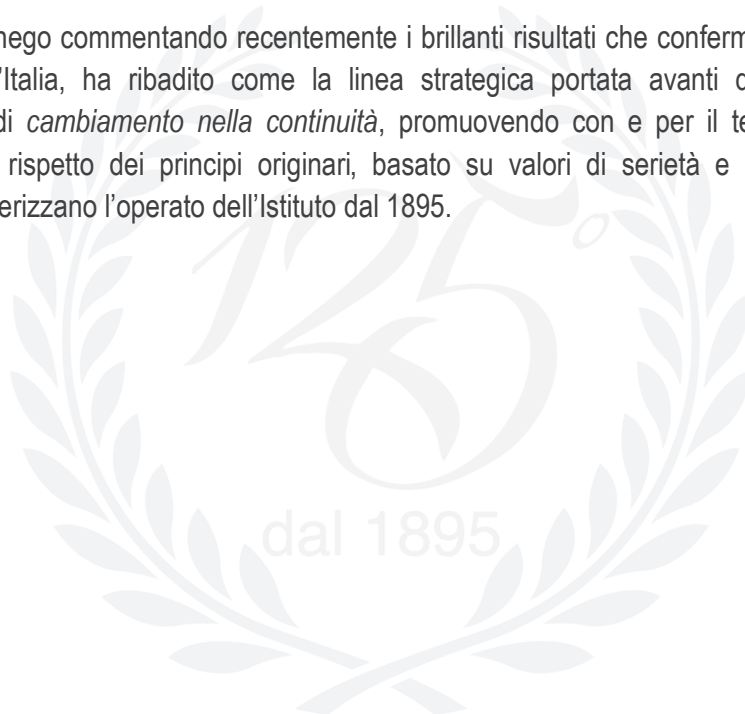 nego commentando recentemente i brillanti risultati che conferm
l’Italia, ha ribadito come la linea strategica portata avanti d
di cambiamento nella continuità, promuovendo con e per il te
rispetto dei principi originari, basato su valori di serietà e
erizzano l’operato dell’Istituto dal 1895.
125°
dal 1895